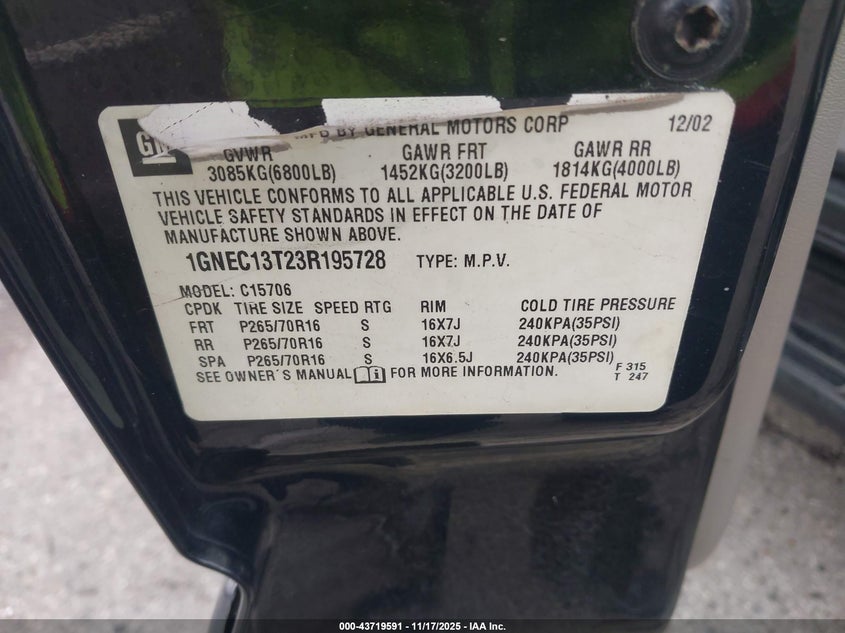 GM MFD BY GENERAL MOTORS CORP 12/02
GVWR GAWR FRT GAWR RR
3085KG(6800LB) 1452KG(3200LB) 1814KG(4000LB)
THIS VEHICLE CONFORMS TO ALL APPLICABLE U.S. FEDERAL MOTOR
VEHICLE SAFETY STANDARDS IN EFFECT ON THE DATE OF
MANUFACTURE SHOWN ABOVE.
1GNEC13T23R195728 TYPE: M.P.V.
MODEL: C15706
CPDK TIRE SIZE SPEED RTG RIM COLD TIRE PRESSURE
FRT P265/70R16 S 16X7J 240KPA(35PSI)
RR P265/70R16 S 16X7J 240KPA(35PSI)
SPA P265/70R16 S 16X6.5J 240KPA(35PSI)
SEE OWNER'S MANUAL FOR MORE INFORMATION. F 315
T 247
000-43719591 - 11/17/2025 - IAA Inc.